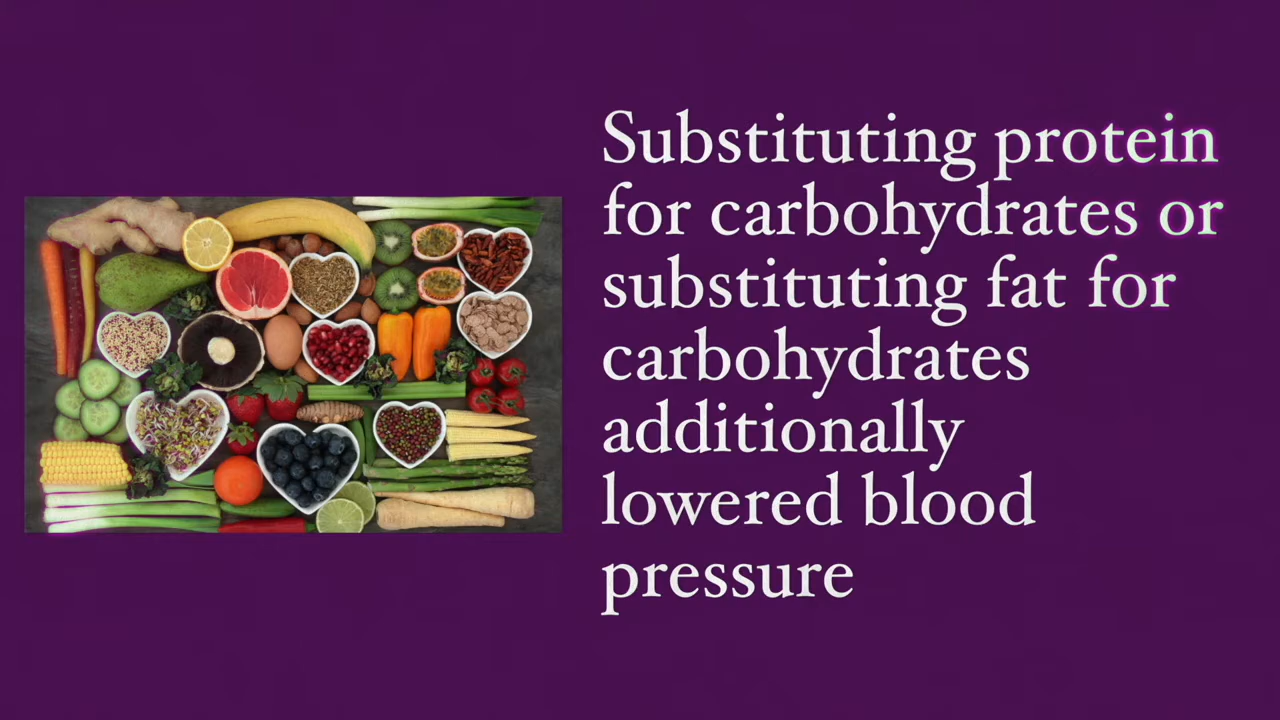 Substituting protein
for carbohydrates or
substituting fat for
carbohydrates
additionally
lowered blood
pressure